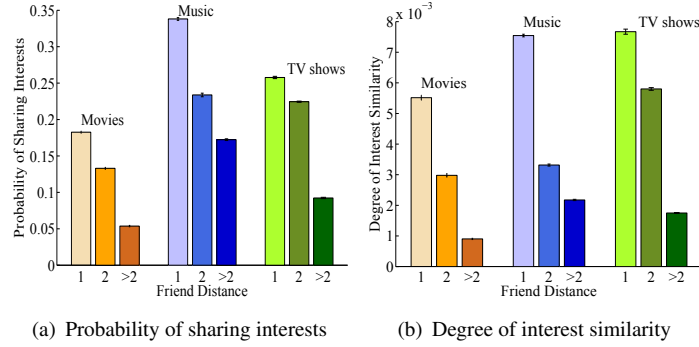 0.35
0.3
0.25
0.2
0.15
0.1
0.05
0
Probability of Sharing Interests
Movies
Music
TV shows
1 2 >2 1 2 >2 1 2 >2
Friend Distance
(a) Probability of sharing interests
8 x 10⁻³
7
6
5
4
3
2
1
0
Degree of Interest Similarity
Movies
Music
TV shows
1 2 >2 1 2 >2 1 2 >2
Friend Distance
(b) Degree of interest similarity